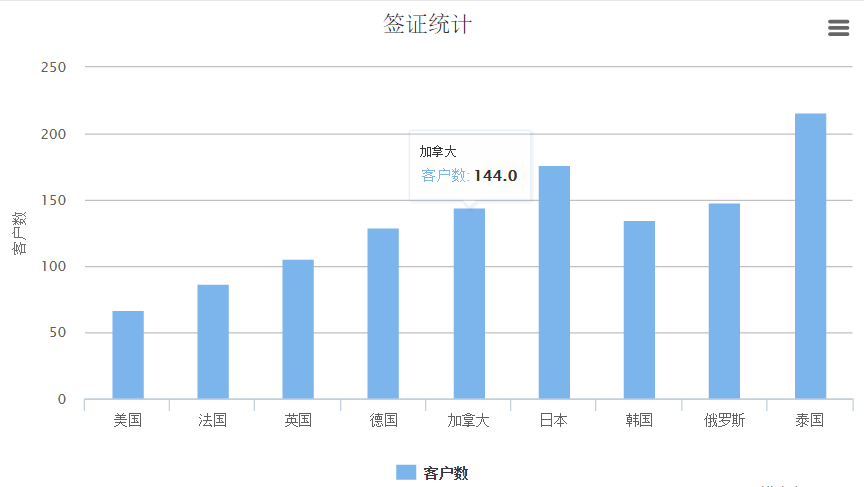 签证统计
250
200
150
100
50
0
客户数
加拿大
客户数: 144.0
美国 法国 英国 德国 加拿大 日本 韩国 俄罗斯 泰国
客户数